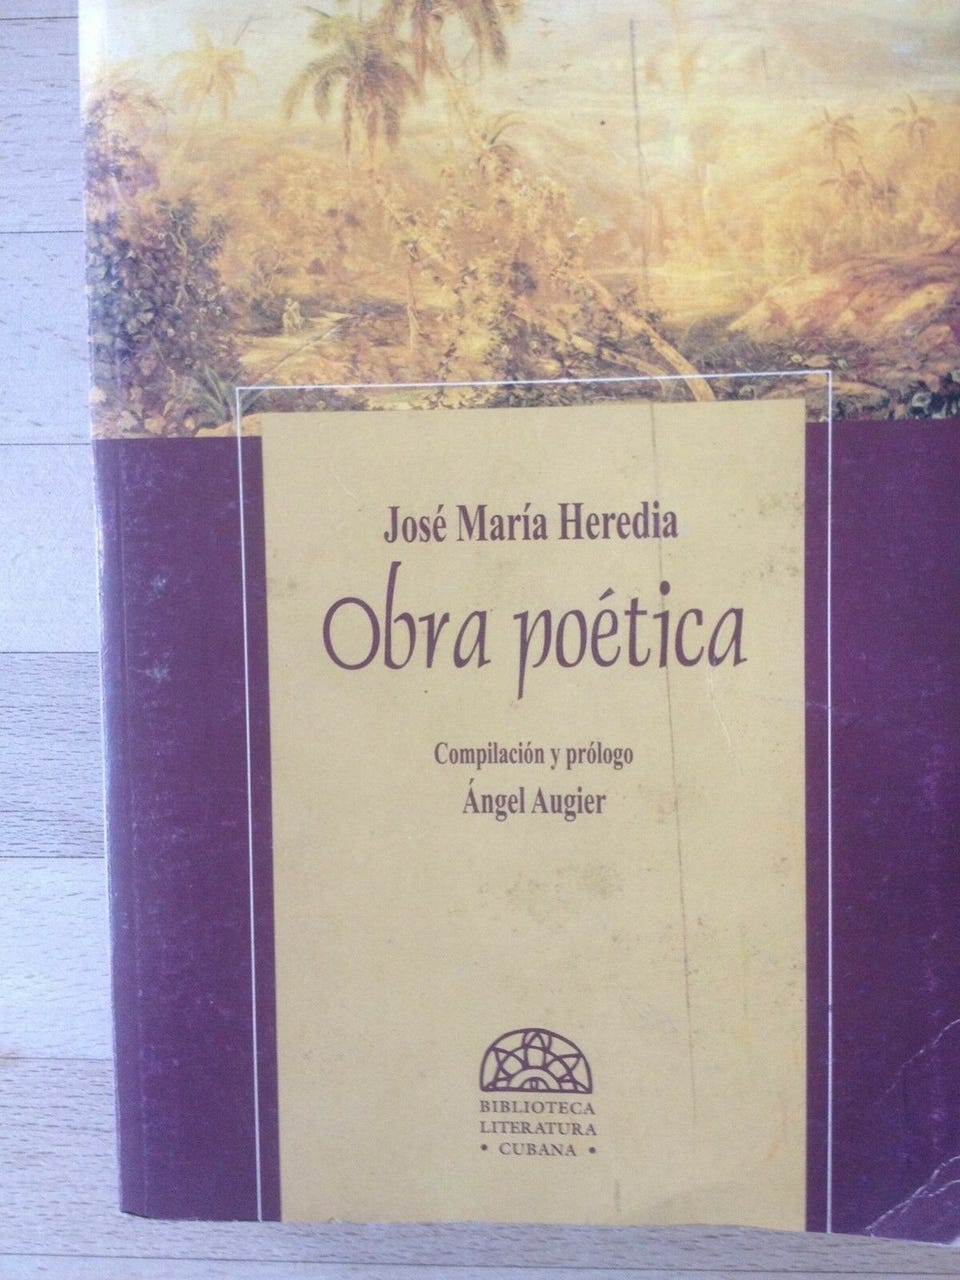 José María Heredia
Obra poética
Compilación y prólogo
Ángel Augier
BIBLIOTECA
LITERATURA
• CUBANA •